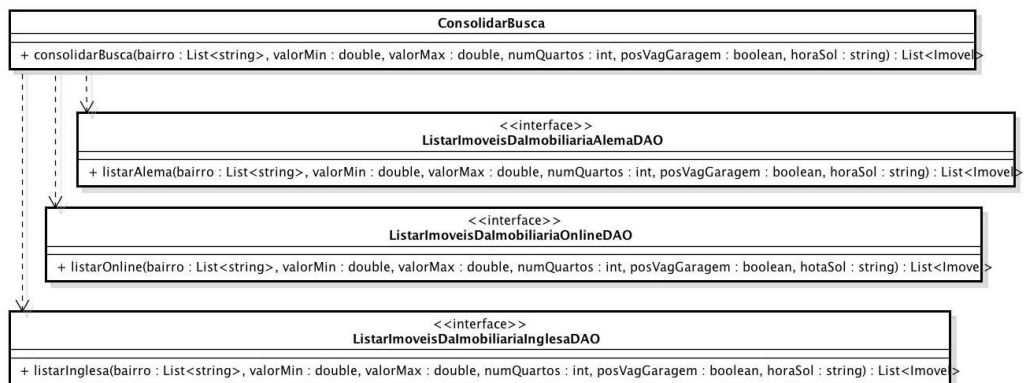 ConsolidarBusca
+ consolidarBusca(bairro : List<string>, valorMin : double, valorMax : double, numQuartos : int, posVagGaragem : boolean, horaSol : string) : List<Imovel>
<<interface>>
ListarImoveisDaImobiliariaAlemaDAO
+ listarAlema(bairro : List<string>, valorMin : double, valorMax : double, numQuartos : int, posVagGaragem : boolean, horaSol : string) : List<Imovel>
<<interface>>
ListarImoveisDaImobiliariaOnlineDAO
+ listarOnline(bairro : List<string>, valorMin : double, valorMax : double, numQuartos : int, posVagGaragem : boolean, hotaSol : string) : List<Imovel>
<<interface>>
ListarImoveisDaImobiliariaInglesaDAO
+ listarInglesa(bairro : List<string>, valorMin : double, valorMax : double, numQuartos : int, posVagGaragem : boolean, horaSol : string) : List<Imovel>